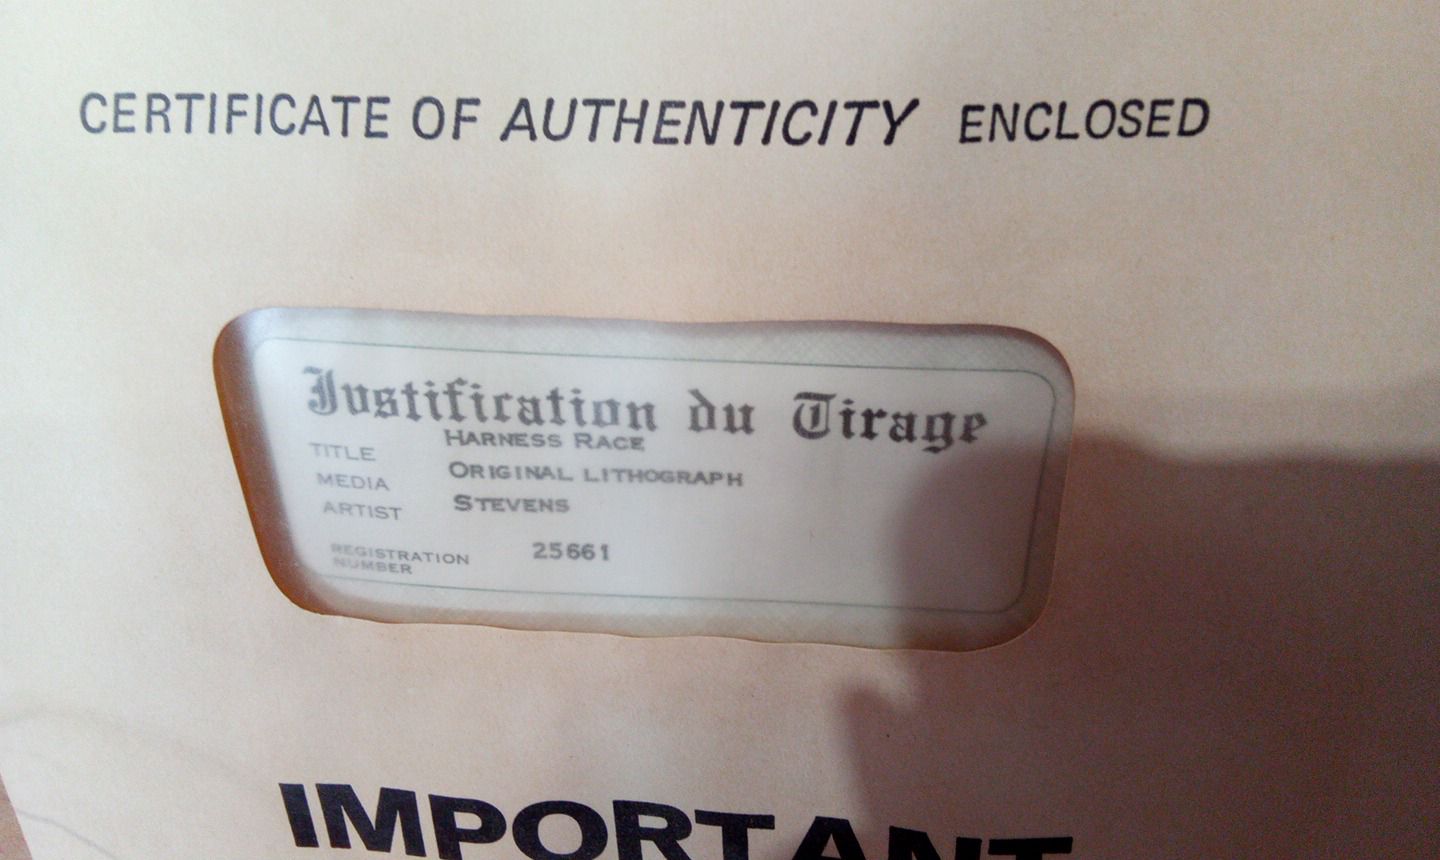 CERTIFICATE OF AUTHENTICITY ENCLOSED
Justification du Tirage
TITLE HARNESS RACE
MEDIA ORIGINAL LITHOGRAPH
ARTIST STEVENS
REGISTRATION NUMBER 25661
IMPORTANT